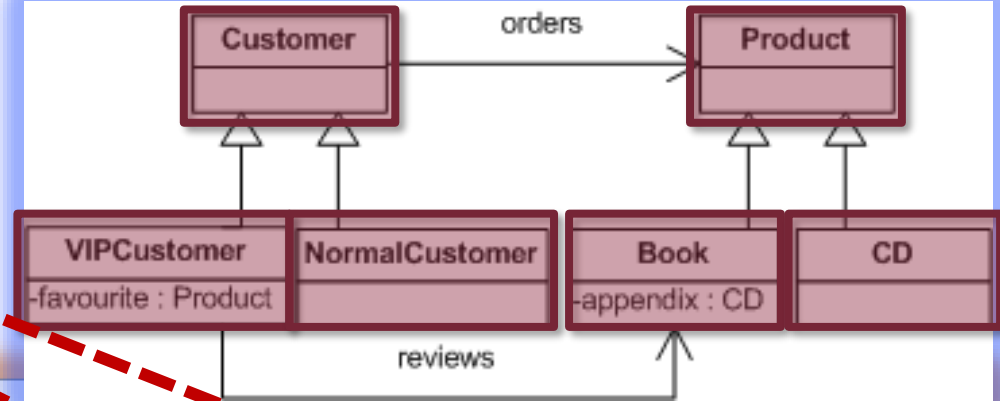 orders
Customer
Product
VIPCustomer
NormalCustomer
Book
CD
-favourite : Product
-appendix : CD
reviews